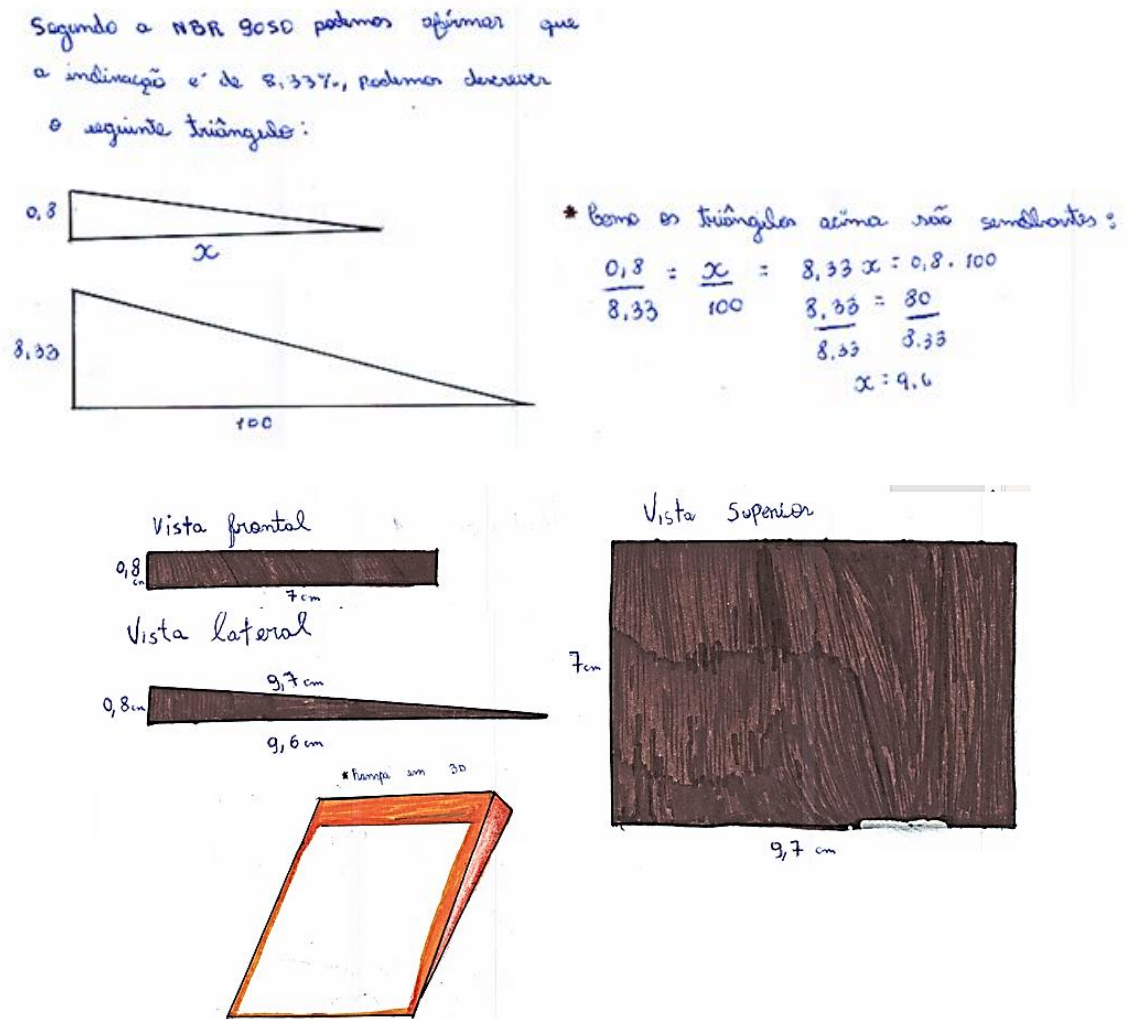 Segundo a NBR 9050 podemos afirmar que
a inclinação é de 8,33%, podemos descrever
o seguinte triângulo:
0,8
x
8,33
100
* Como os triângulos acima são semelhantes:
0,8 = x = 8,33 x = 0,8 . 100
8,33 100 8,33 = 80
8,33 8.33
x = 9,6
Vista frontal
0,8 cm
7 cm
Vista lateral
9,7 cm
0,8 cm
9,6 cm
* Rampa em 3D
Vista Superior
7 cm
9,7 cm